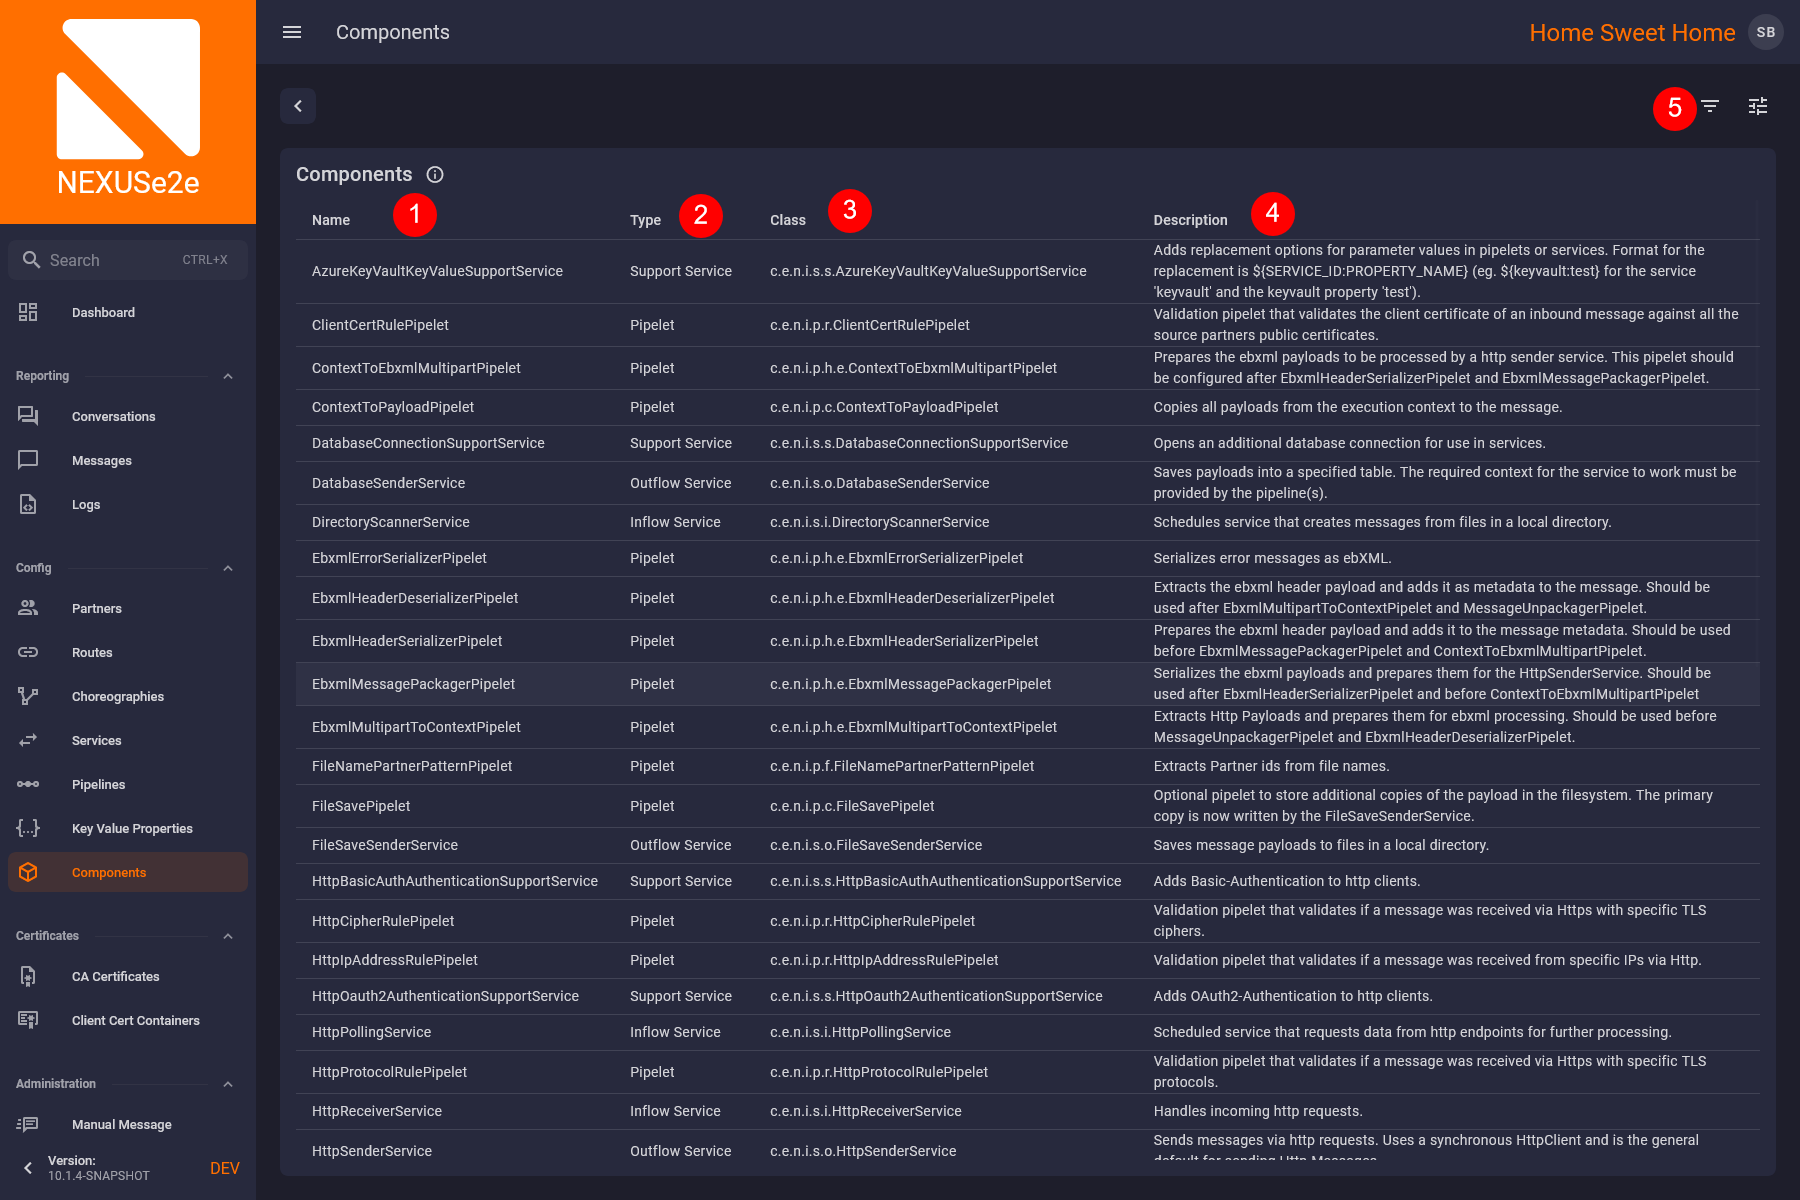 NEXUSe2e
Components
Home Sweet Home
SB
Search
CTRL+X
Dashboard
Reporting
Conversations
Messages
Logs
Config
Partners
Routes
Choreographies
Services
Pipelines
Key Value Properties
Components
Certificates
CA Certificates
Client Cert Containers
Administration
Manual Message
Version:
10.1.4-SNAPSHOT
DEV
5
Components
Name 1 Type 2 Class 3 Description 4
AzureKeyVaultKeyValueSupportService Support Service c.e.n.i.s.s.AzureKeyVaultKeyValueSupportService Adds replacement options for parameter values in pipelets or services. Format for the
replacement is ${SERVICE_ID:PROPERTY_NAME} (eg. ${keyvault:test} for the service
'keyvault' and the keyvault property 'test').
ClientCertRulePipelet Pipelet c.e.n.i.p.r.ClientCertRulePipelet Validation pipelet that validates the client certificate of an inbound message against all the
source partners public certificates.
ContextToEbxmlMultipartPipelet Pipelet c.e.n.i.p.h.e.ContextToEbxmlMultipartPipelet Prepares the ebxml payloads to be processed by a http sender service. This pipelet should
be configured after EbxmlHeaderSerializerPipelet and EbxmlMessagePackagerPipelet.
ContextToPayloadPipelet Pipelet c.e.n.i.p.c.ContextToPayloadPipelet Copies all payloads from the execution context to the message.
DatabaseConnectionSupportService Support Service c.e.n.i.s.s.DatabaseConnectionSupportService Opens an additional database connection for use in services.
DatabaseSenderService Outflow Service c.e.n.i.s.o.DatabaseSenderService Saves payloads into a specified table. The required context for the service to work must be
provided by the pipeline(s).
DirectoryScannerService Inflow Service c.e.n.i.s.i.DirectoryScannerService Schedules service that creates messages from files in a local directory.
EbxmlErrorSerializerPipelet Pipelet c.e.n.i.p.h.e.EbxmlErrorSerializerPipelet Serializes error messages as ebXML.
EbxmlHeaderDeserializerPipelet Pipelet c.e.n.i.p.h.e.EbxmlHeaderDeserializerPipelet Extracts the ebxml header payload and adds it as metadata to the message. Should be
used after EbxmlMultipartToContextPipelet and MessageUnpackagerPipelet.
EbxmlHeaderSerializerPipelet Pipelet c.e.n.i.p.h.e.EbxmlHeaderSerializerPipelet Prepares the ebxml header payload and adds it to the message metadata. Should be used
before EbxmlMessagePackagerPipelet and ContextToEbxmlMultipartPipelet.
EbxmlMessagePackagerPipelet Pipelet c.e.n.i.p.h.e.EbxmlMessagePackagerPipelet Serializes the ebxml payloads and prepares them for the HttpSenderService. Should be
used after EbxmlHeaderSerializerPipelet and before ContextToEbxmlMultipartPipelet
EbxmlMultipartToContextPipelet Pipelet c.e.n.i.p.h.e.EbxmlMultipartToContextPipelet Extracts Http Payloads and prepares them for ebxml processing. Should be used before
MessageUnpackagerPipelet and EbxmlHeaderDeserializerPipelet.
FileNamePartnerPatternPipelet Pipelet c.e.n.i.p.f.FileNamePartnerPatternPipelet Extracts Partner ids from file names.
FileSavePipelet Pipelet c.e.n.i.p.c.FileSavePipelet Optional pipelet to store additional copies of the payload in the filesystem. The primary
copy is now written by the FileSaveSenderService.
FileSaveSenderService Outflow Service c.e.n.i.s.o.FileSaveSenderService Saves message payloads to files in a local directory.
HttpBasicAuthAuthenticationSupportService Support Service c.e.n.i.s.s.HttpBasicAuthAuthenticationSupportService Adds Basic-Authentication to http clients.
HttpCipherRulePipelet Pipelet c.e.n.i.p.r.HttpCipherRulePipelet Validation pipelet that validates if a message was received via Https with specific TLS
ciphers.
HttpIpAddressRulePipelet Pipelet c.e.n.i.p.r.HttpIpAddressRulePipelet Validation pipelet that validates if a message was received from specific IPs via Http.
HttpOauth2AuthenticationSupportService Support Service c.e.n.i.s.s.HttpOauth2AuthenticationSupportService Adds OAuth2-Authentication to http clients.
HttpPollingService Inflow Service c.e.n.i.s.i.HttpPollingService Scheduled service that requests data from http endpoints for further processing.
HttpProtocolRulePipelet Pipelet c.e.n.i.p.r.HttpProtocolRulePipelet Validation pipelet that validates if a message was received via Https with specific TLS
protocols.
HttpReceiverService Inflow Service c.e.n.i.s.i.HttpReceiverService Handles incoming http requests.
HttpSenderService Outflow Service c.e.n.i.s.o.HttpSenderService Sends messages via http requests. Uses a synchronous HttpClient and is the general
default for sending Http Messages.